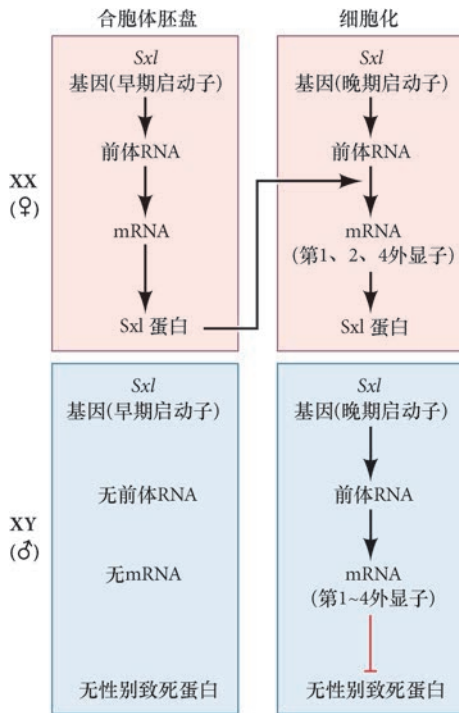 合胞体胚盘
细胞化
XX
(♀)
Sxl
基因(早期启动子)
前体RNA
mRNA
Sxl 蛋白
Sxl
基因(晚期启动子)
前体RNA
mRNA
(第1、2、4外显子)
Sxl 蛋白
XY
(♂)
Sxl
基因(早期启动子)
无前体RNA
无mRNA
无性别致死蛋白
Sxl
基因(晚期启动子)
前体RNA
mRNA
(第1~4外显子)
无性别致死蛋白